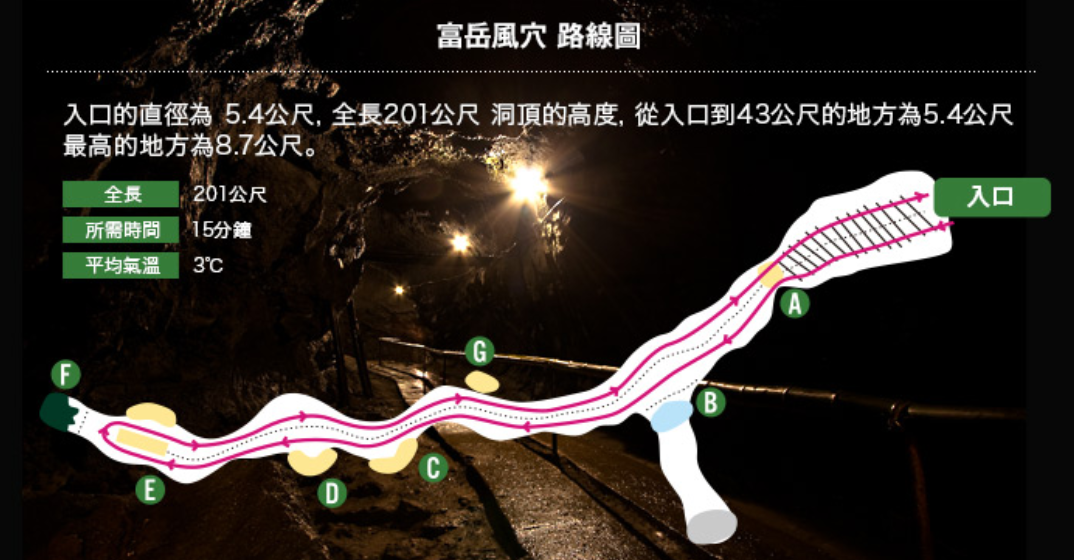 富岳風穴 路線圖
入口的直徑為 5.4公尺, 全長201公尺 洞頂的高度, 從入口到43公尺的地方為5.4公尺
最高的地方為8.7公尺。
全長 201公尺
所需時間 15分鐘
平均氣溫 3℃
入口
A
G
F
B
C
D
E